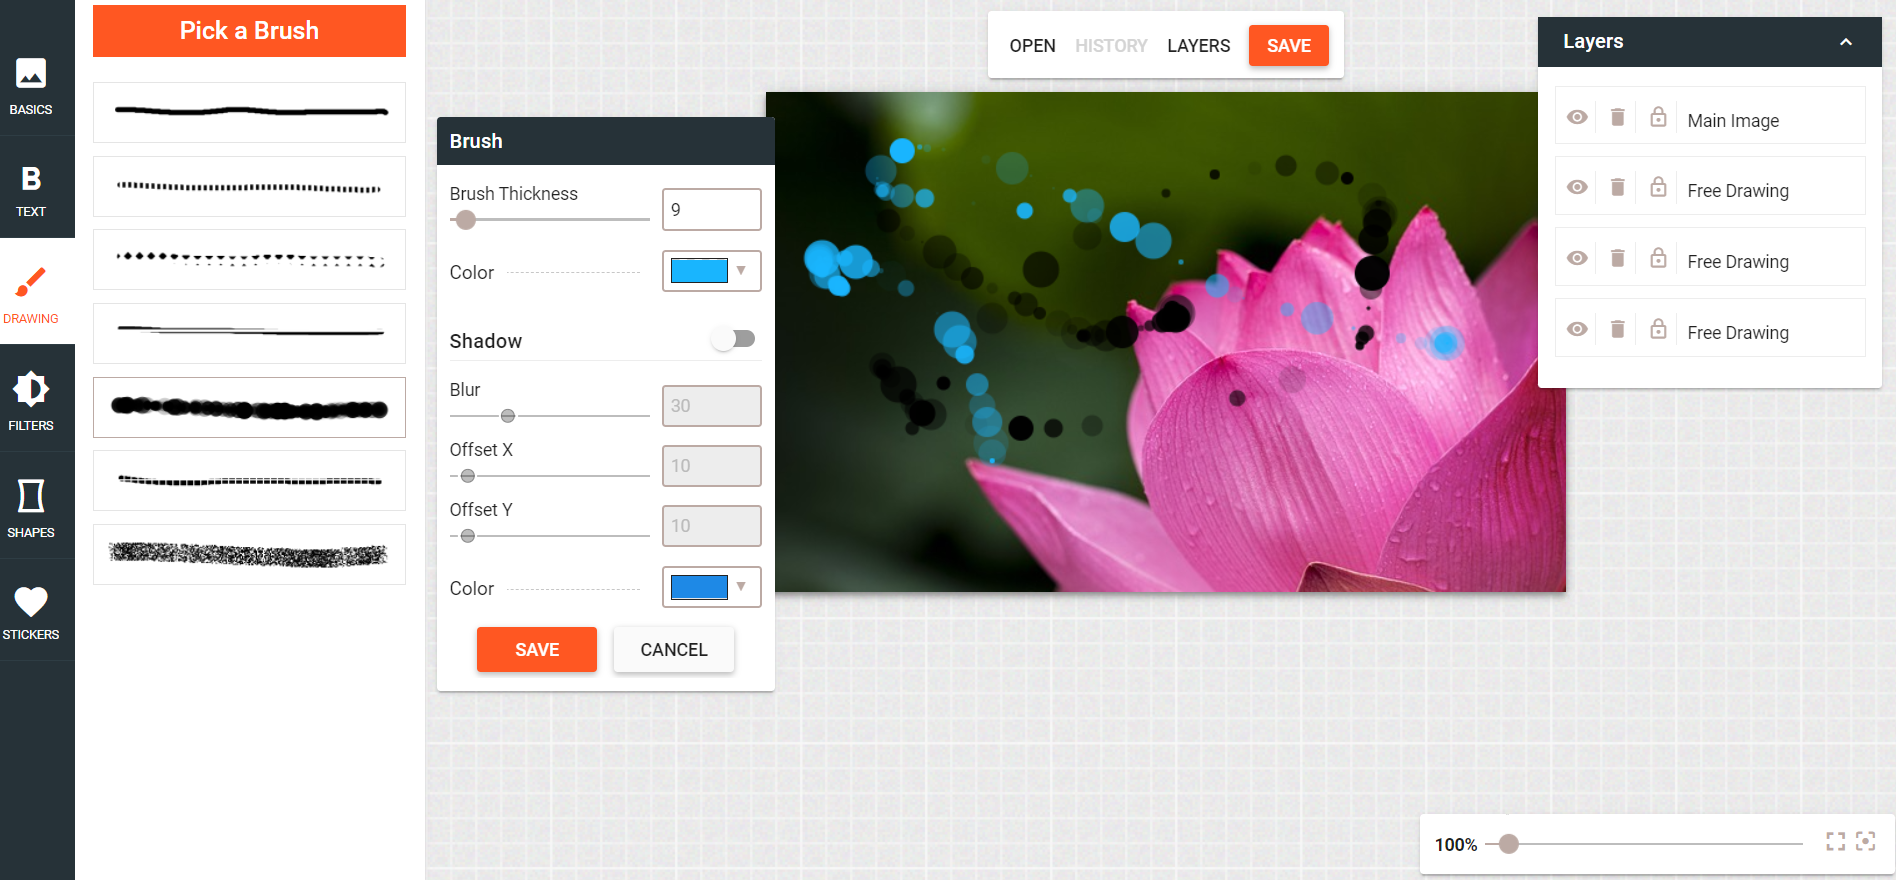 BASICS
TEXT
DRAWING
FILTERS
SHAPES
STICKERS
Pick a Brush
Brush
Brush Thickness
9
Color
Shadow
Blur
30
Offset X
10
Offset Y
10
Color
SAVE
CANCEL
OPEN HISTORY LAYERS SAVE
Layers
Main Image
Free Drawing
Free Drawing
Free Drawing
100%